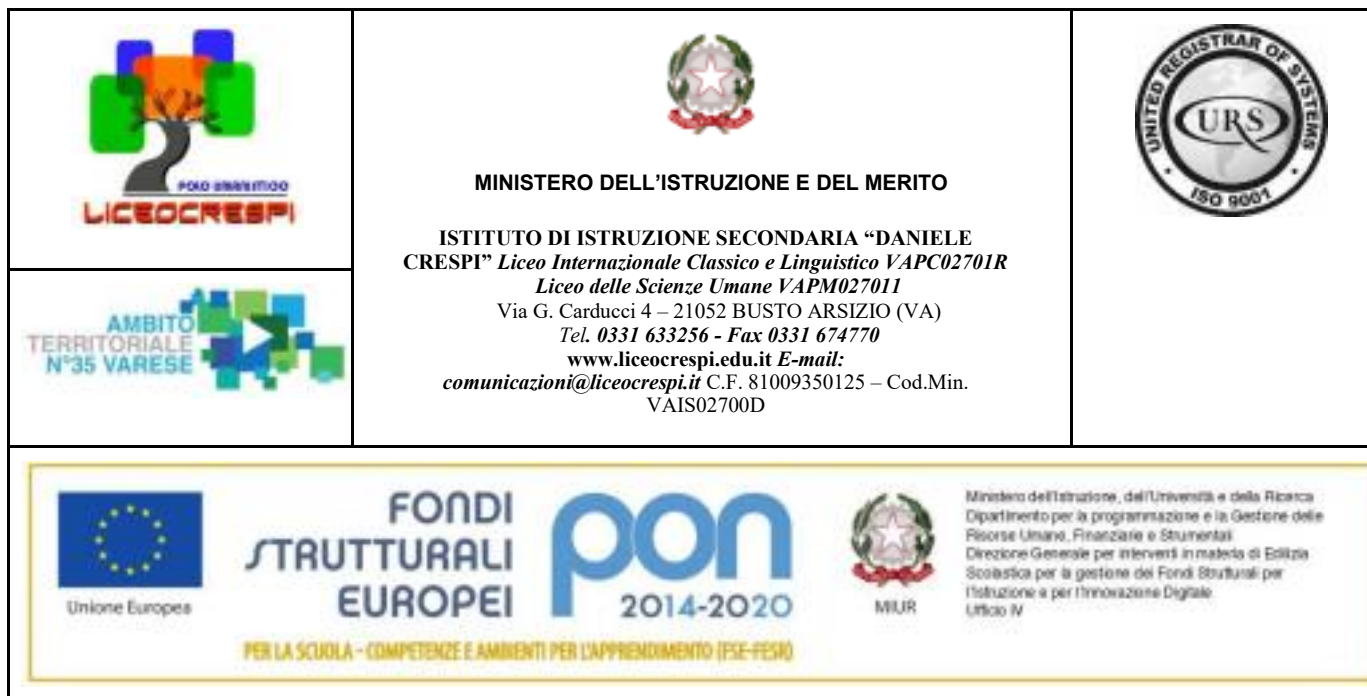 POLO UMANISTICO
LICEOCRESPI
AMBITO
TERRITORIALE
N°35 VARESE
MINISTERO DELL'ISTRUZIONE E DEL MERITO
ISTITUTO DI ISTRUZIONE SECONDARIA “DANIELE
CRESPI” Liceo Internazionale Classico e Linguistico VAPC02701R
Liceo delle Scienze Umane VAPM027011
Via G. Carducci 4 – 21052 BUSTO ARSIZIO (VA)
Tel. 0331 633256 - Fax 0331 674770
www.liceocrespi.edu.it E-mail:
comunicazioni@liceocrespi.it C.F. 81009350125 – Cod.Min.
VAIS02700D
UNITED REGISTRAR OF SYSTEMS
URS
ISO 9001
Unione Europea
FONDI
STRUTTURALI
EUROPEI
pon
2014-2020
PER LA SCUOLA - COMPETENZE E AMBIENTI PER L'APPRENDIMENTO (FSE-FESR)
MIUR
Ministero dell'Istruzione, dell'Università e della Ricerca
Dipartimento per la programmazione e la Gestione delle
Risorse Umane, Finanziarie e Strumentali
Direzione Generale per interventi in materia di Edilizia
Scolastica per la gestione dei Fondi Strutturali per
l'Istruzione e per l'Innovazione Digitale
Ufficio IV